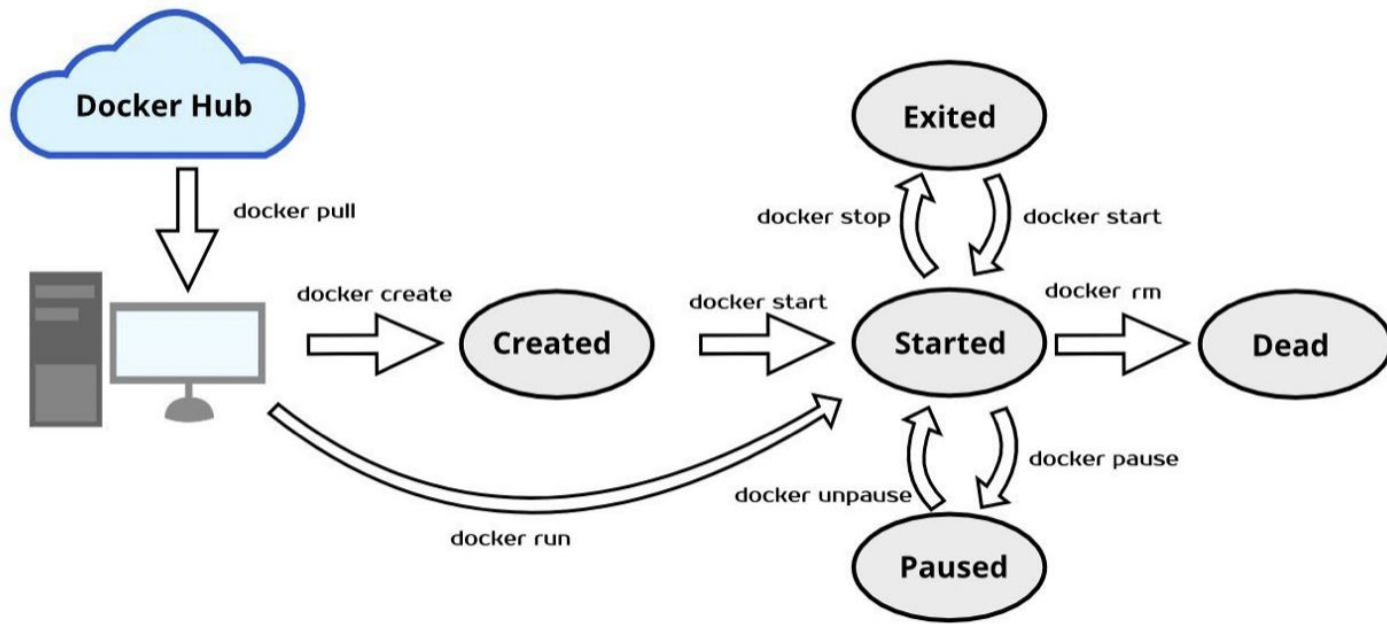 Docker Hub
docker pull
docker create
Created
docker start
docker run
Exited
docker stop
docker start
Started
docker rm
Dead
docker unpause
docker pause
Paused